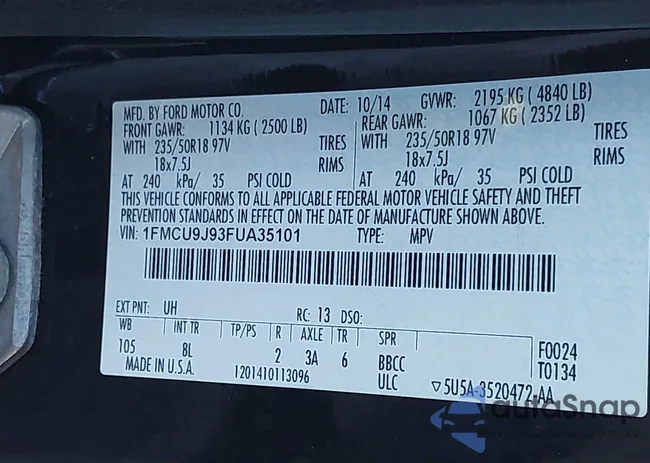 MFD. BY FORD MOTOR CO. DATE: 10/14 GVWR: 2195 KG ( 4840 LB)
FRONT GAWR: 1134 KG ( 2500 LB) REAR GAWR: 1067 KG ( 2352 LB)
WITH 235/50R18 97V TIRES WITH 235/50R18 97V TIRES
18x7.5J RIMS 18x7.5J RIMS
AT 240 kPa/ 35 PSI COLD AT 240 kPa/ 35 PSI COLD
THIS VEHICLE CONFORMS TO ALL APPLICABLE FEDERAL MOTOR VEHICLE SAFETY AND THEFT
PREVENTION STANDARDS IN EFFECT ON THE DATE OF MANUFACTURE SHOWN ABOVE.
VIN: 1FMCU9J93FUA35101 TYPE: MPV
EXT PNT: UH RC: 13 DSO:
WB INT TR TP/PS R AXLE TR SPR
105 8L 2 3A 6 BBCC F0024
MADE IN U.S.A. 1201410113096 ULC T0134
▽5U5A-3520472-AA
autoSnap